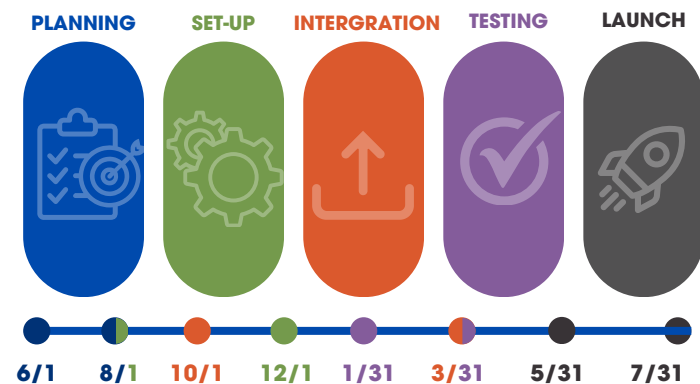 PLANNING SET-UP INTERGRATION TESTING LAUNCH
6/1 8/1 10/1 12/1 1/31 3/31 5/31 7/31